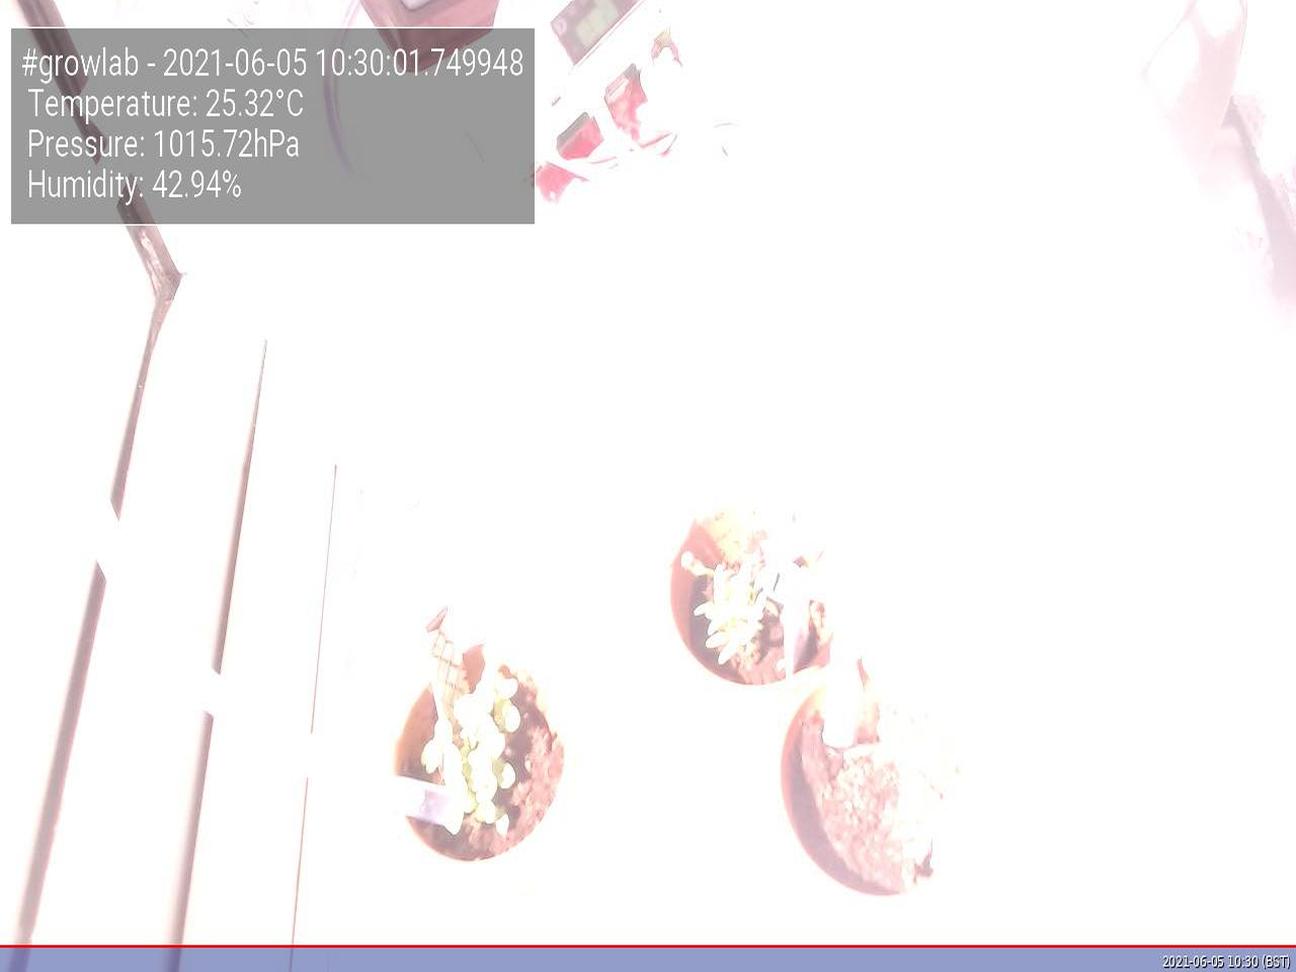 #growlab - 2021-06-05 10:30:01.749948
Temperature: 25.32°C
Pressure: 1015.72hPa
Humidity: 42.94%
2021-06-05 10:30 (BST)